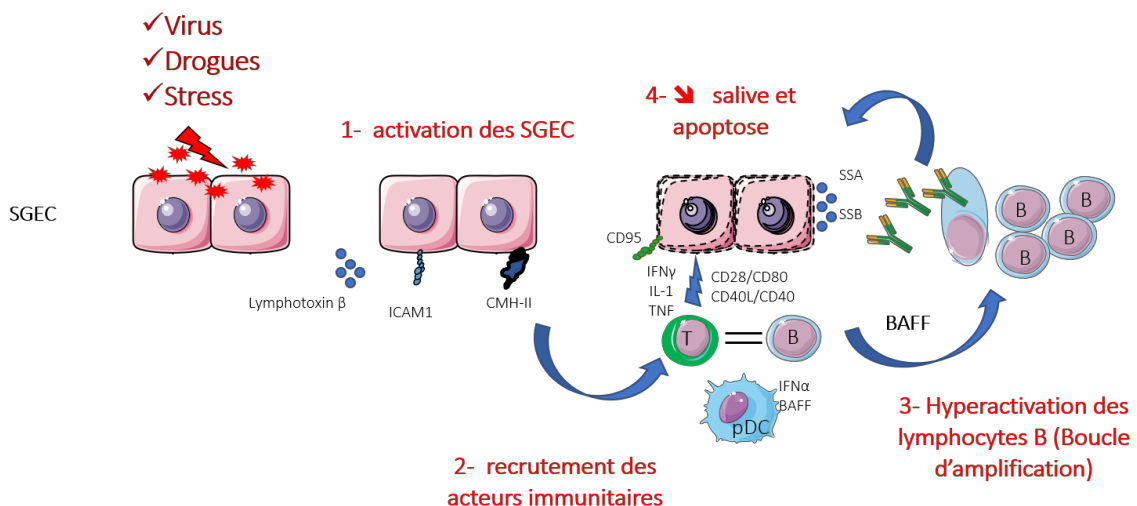 ✓Virus
✓Drogues
✓Stress
SGEC
1- activation des SGEC
Lymphotoxin β
ICAM1
CMH-II
2- recrutement des
acteurs immunitaires
4- ➘ salive et
apoptose
SSA
SSB
CD95
IFNγ
IL-1
TNF
CD28/CD80
CD40L/CD40
T
B
pDC
IFNα
BAFF
BAFF
B
B
B
B
3- Hyperactivation des
lymphocytes B (Boucle
d’amplification)